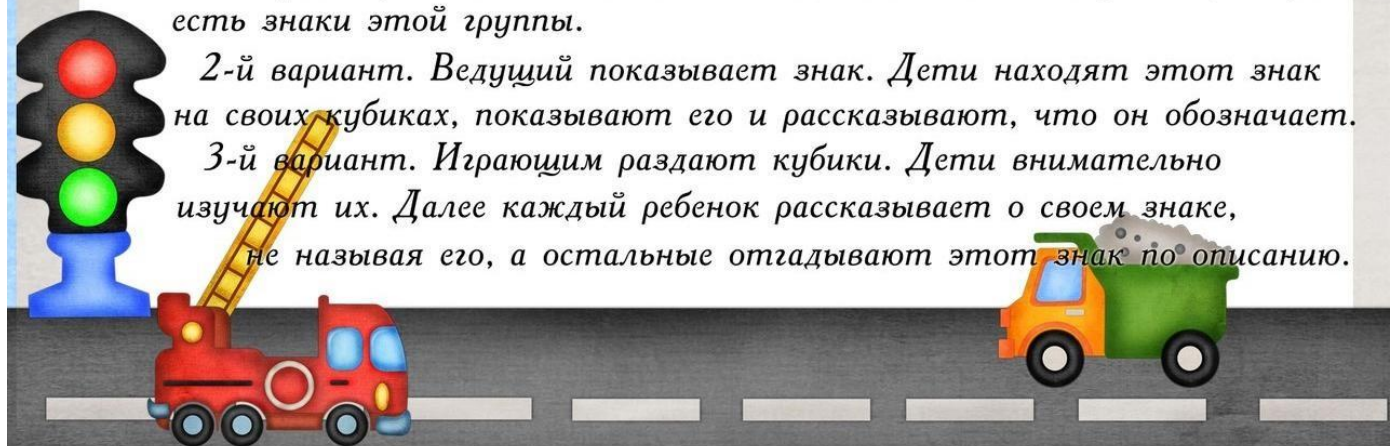 есть знаки этой группы.
2-й вариант. Ведущий показывает знак. Дети находят этот знак
на своих кубиках, показывают его и рассказывают, что он обозначает.
3-й вариант. Играющим раздают кубики. Дети внимательно
изучают их. Далее каждый ребенок рассказывает о своем знаке,
не называя его, а остальные отгадывают этот знак по описанию.